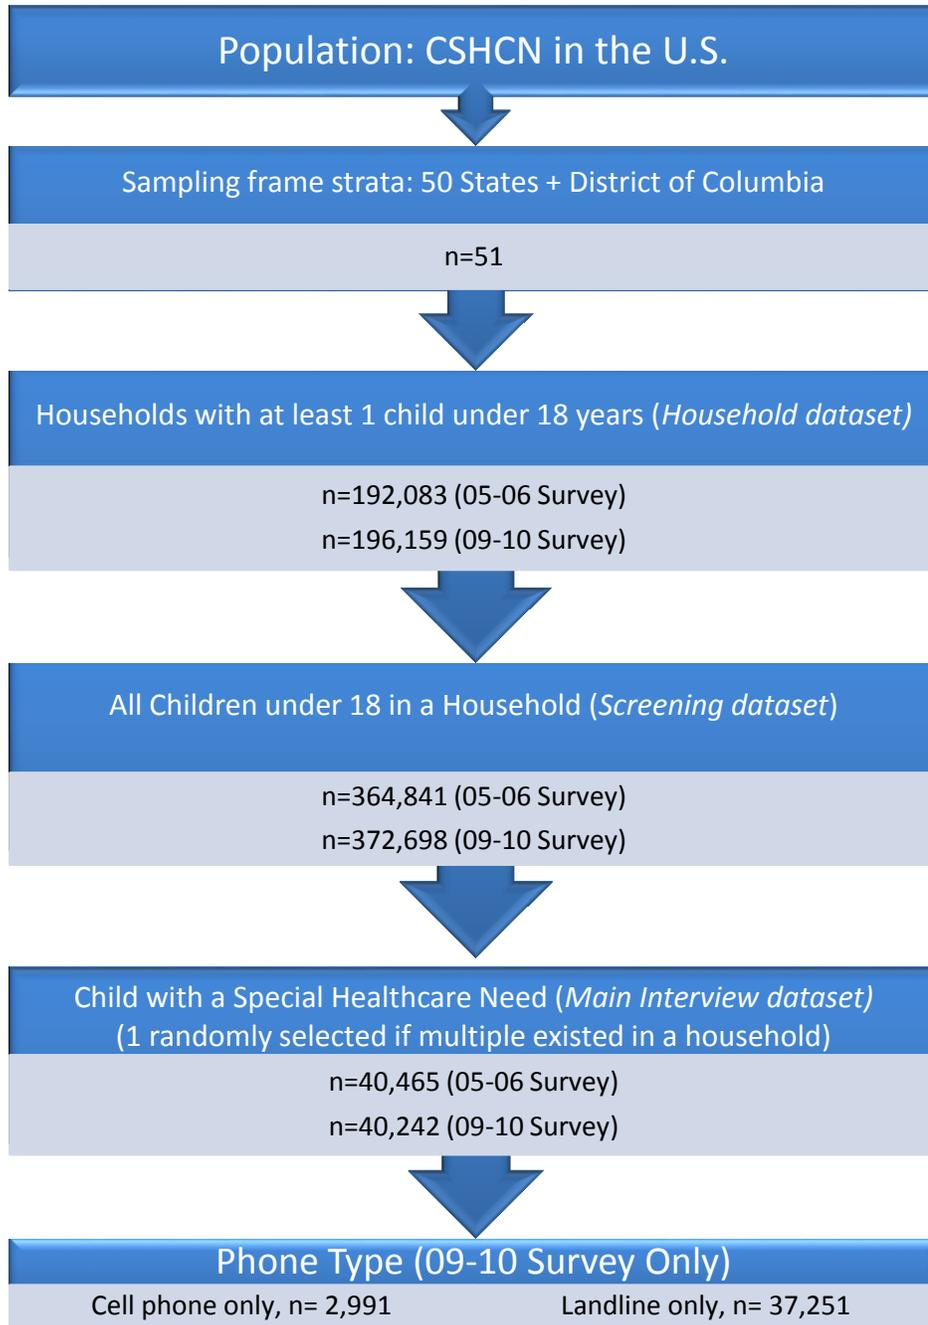 Population: CSHCN in the U.S.
Sampling frame strata: 50 States + District of Columbia
n=51
Households with at least 1 child under 18 years (Household dataset)
n=192,083 (05-06 Survey)
n=196,159 (09-10 Survey)
All Children under 18 in a Household (Screening dataset)
n=364,841 (05-06 Survey)
n=372,698 (09-10 Survey)
Child with a Special Healthcare Need (Main Interview dataset)
(1 randomly selected if multiple existed in a household)
n=40,465 (05-06 Survey)
n=40,242 (09-10 Survey)
Phone Type (09-10 Survey Only)
Cell phone only, n= 2,991 Landline only, n= 37,251